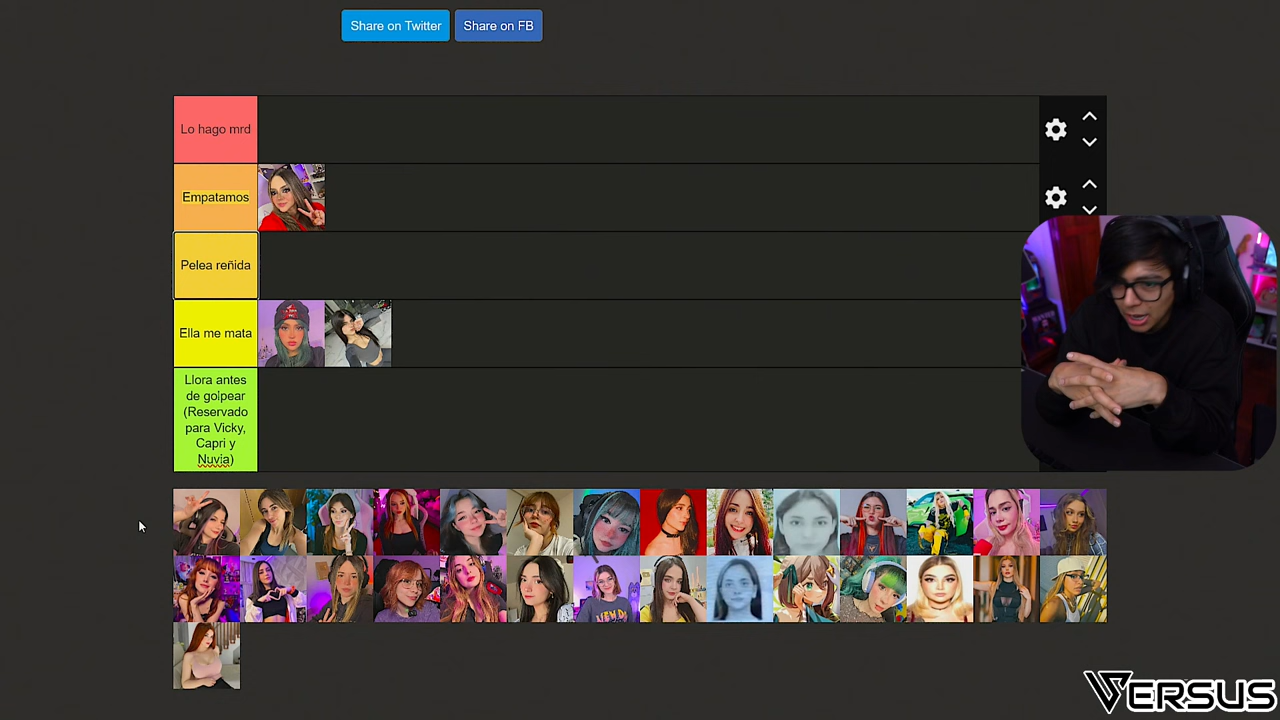 Share on Twitter
Share on FB
Lo hago mrd
Empatamos
Pelea reñida
Ella me mata
Llora antes
de golpear
(Reservado
para Vicky,
Capri y
Nuvia)
VERSUS